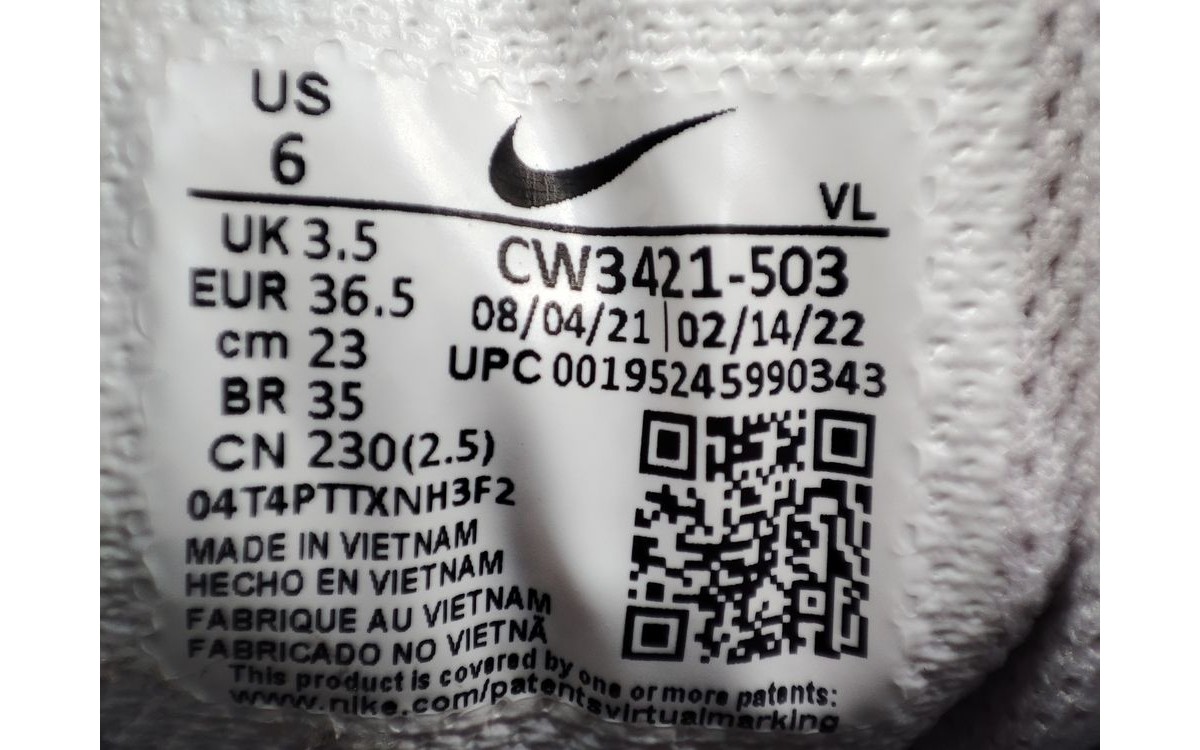 US
6
VL
UK 3.5
EUR 36.5
cm 23
BR 35
CN 230(2.5)
CW3421-503
08/04/21|02/14/22
UPC 00195245990343
04T4PTTXNH3F2
MADE IN VIETNAM
HECHO EN VIETNAM
FABRIQUE AU VIETNAM
FABRICADO NO VIETNÃ
This product is covered by one or more patents:
www.nike.com/patentsvirtualmarking